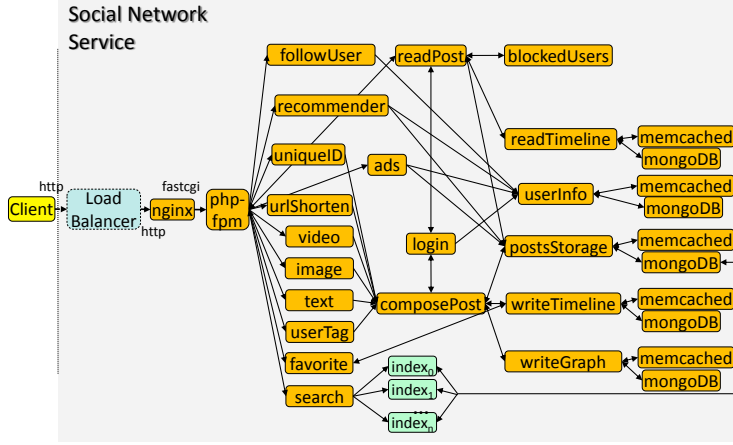 Social Network
Service
followUser
readPost
blockedUsers
recommender
memcached
readTimeline
mongoDB
uniqueID
ads
memcached
http
fastcgi
php-
fpm
userInfo
mongoDB
Client
Load
Balancer
nginx
urlShorten
http
video
login
postsStorage
memcached
mongoDB
image
text
composePost
writeTimeline
memcached
mongoDB
userTag
favorite
writeGraph
memcached
mongoDB
search
index0
index1
...
indexn